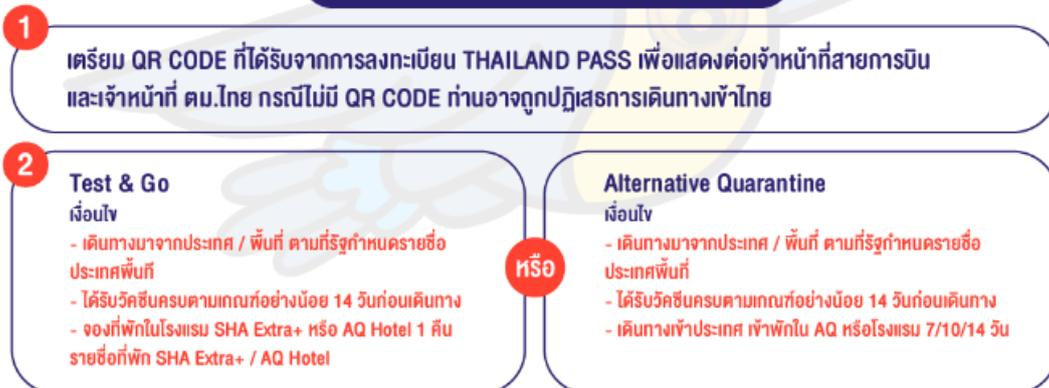 1
เตรียม QR CODE ที่ได้รับจากการลงทะเบียน THAILAND PASS เพื่อแสดงต่อเจ้าหน้าที่สายการบิน
และเจ้าหน้าที่ ตม.ไทย กรณีไม่มี QR CODE ท่านอาจถูกปฏิเสธการเดินทางเข้าไทย
2
Test & Go
เงื่อนไข
- เดินทางมาจากประเทศ / พื้นที่ ตามที่รัฐกำหนดรายชื่อ
ประเทศพื้นที่
- ได้รับวัคซีนครบตามเกณฑ์อย่างน้อย 14 วันก่อนเดินทาง
- จองที่พักในโรงแรม SHA Extra+ หรือ AQ Hotel 1 คืน
รายชื่อที่พัก SHA Extra+ / AQ Hotel
หรือ
Alternative Quarantine
เงื่อนไข
- เดินทางมาจากประเทศ / พื้นที่ ตามที่รัฐกำหนดรายชื่อ
ประเทศพื้นที่
- ได้รับวัคซีนครบตามเกณฑ์อย่างน้อย 14 วันก่อนเดินทาง
- เดินทางเข้าประเทศ เข้าพักใน AQ หรือโรงแรม 7/10/14 วัน